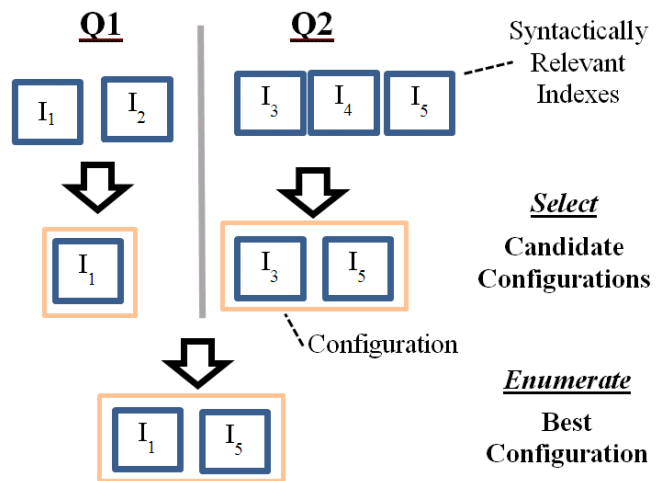 Q1
Q2
Syntactically
Relevant
Indexes
I1
I2
I3
I4
I5
Select
Candidate
Configurations
I1
I3
I5
Configuration
Enumerate
Best
Configuration
I1
I5